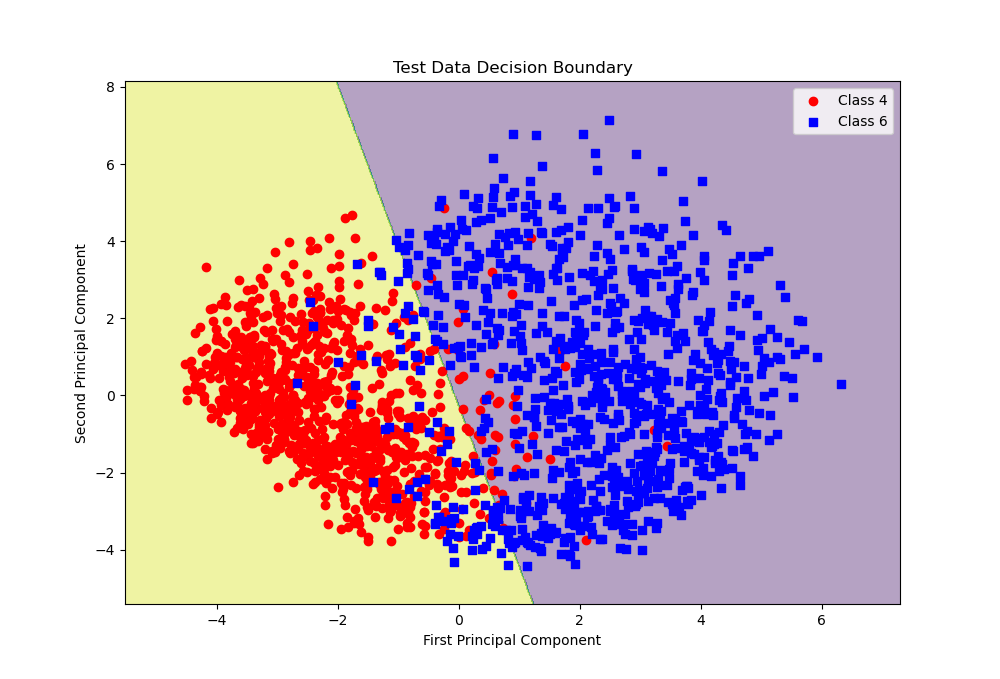 Test Data Decision Boundary
Class 4
Class 6
Second Principal Component
8
6
4
2
0
−2
−4
−4
−2
0
2
4
6
First Principal Component